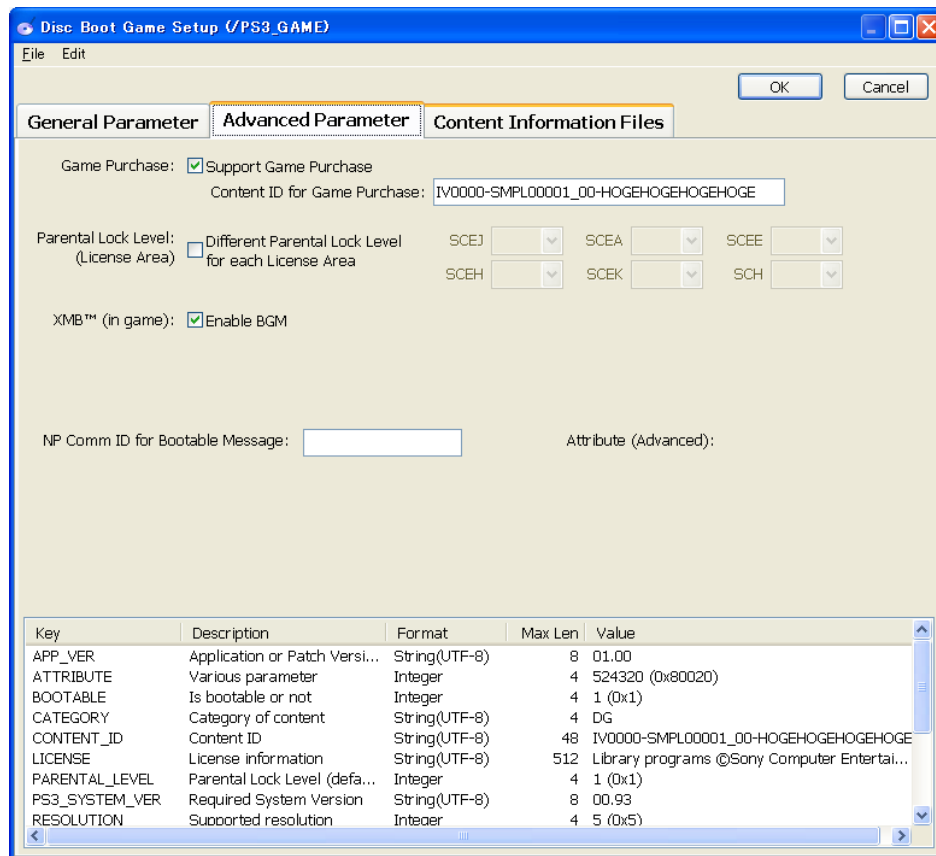 Disc Boot Game Setup (/PS3_GAME)
File Edit
OK Cancel
General Parameter Advanced Parameter Content Information Files
Game Purchase: Support Game Purchase
Content ID for Game Purchase: IV0000-SMPL00001_00-HOGEHOGEHOGEHOGE
Parental Lock Level: Different Parental Lock Level SCEJ SCEA SCEE
(License Area) for each License Area SCEH SCEK SCH
XMB™ (in game): Enable BGM
NP Comm ID for Bootable Message: Attribute (Advanced):
Key Description Format Max Len Value
APP_VER Application or Patch Versi... String(UTF-8) 8 01.00
ATTRIBUTE Various parameter Integer 4 524320 (0x80020)
BOOTABLE Is bootable or not Integer 4 1 (0x1)
CATEGORY Category of content String(UTF-8) 4 DG
CONTENT_ID Content ID String(UTF-8) 48 IV0000-SMPL00001_00-HOGEHOGEHOGEHOGE
LICENSE License information String(UTF-8) 512 Library programs ©Sony Computer Entertai...
PARENTAL_LEVEL Parental Lock Level (defa... Integer 4 1 (0x1)
PS3_SYSTEM_VER Required System Version String(UTF-8) 8 00.93
RESOLUTION Supported resolution Integer 4 5 (0x5)